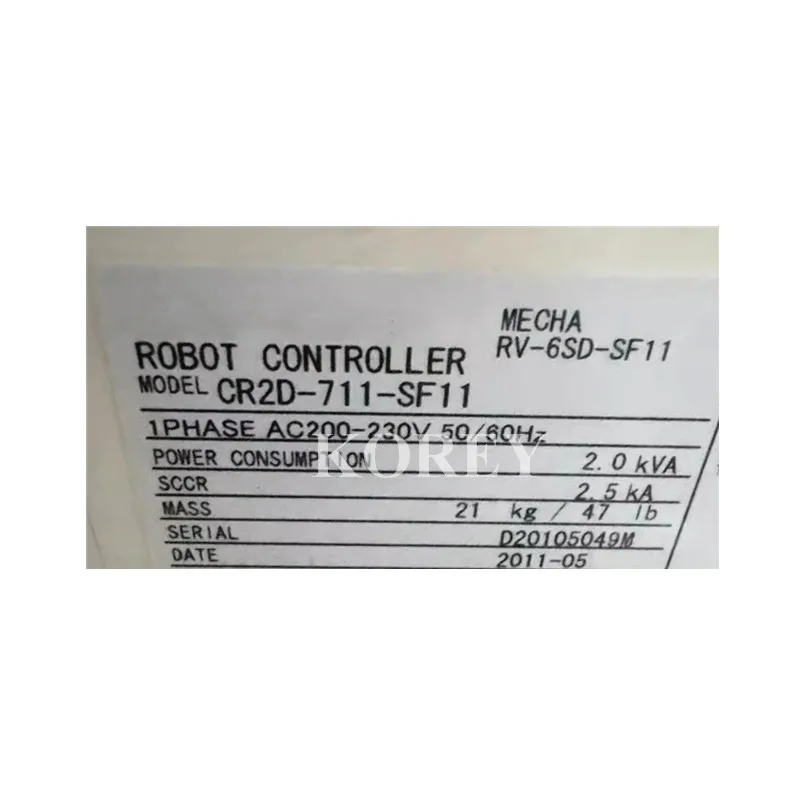 MECHA
RV-6SD-SF11
ROBOT CONTROLLER
MODEL CR2D-711-SF11
1PHASE AC200-230V 50/60Hz
POWER CONSUMPTION 2.0 kVA
SCCR 2.5 kA
MASS 21 kg / 47 lb
SERIAL D20105049M
DATE 2011-05
KOREY